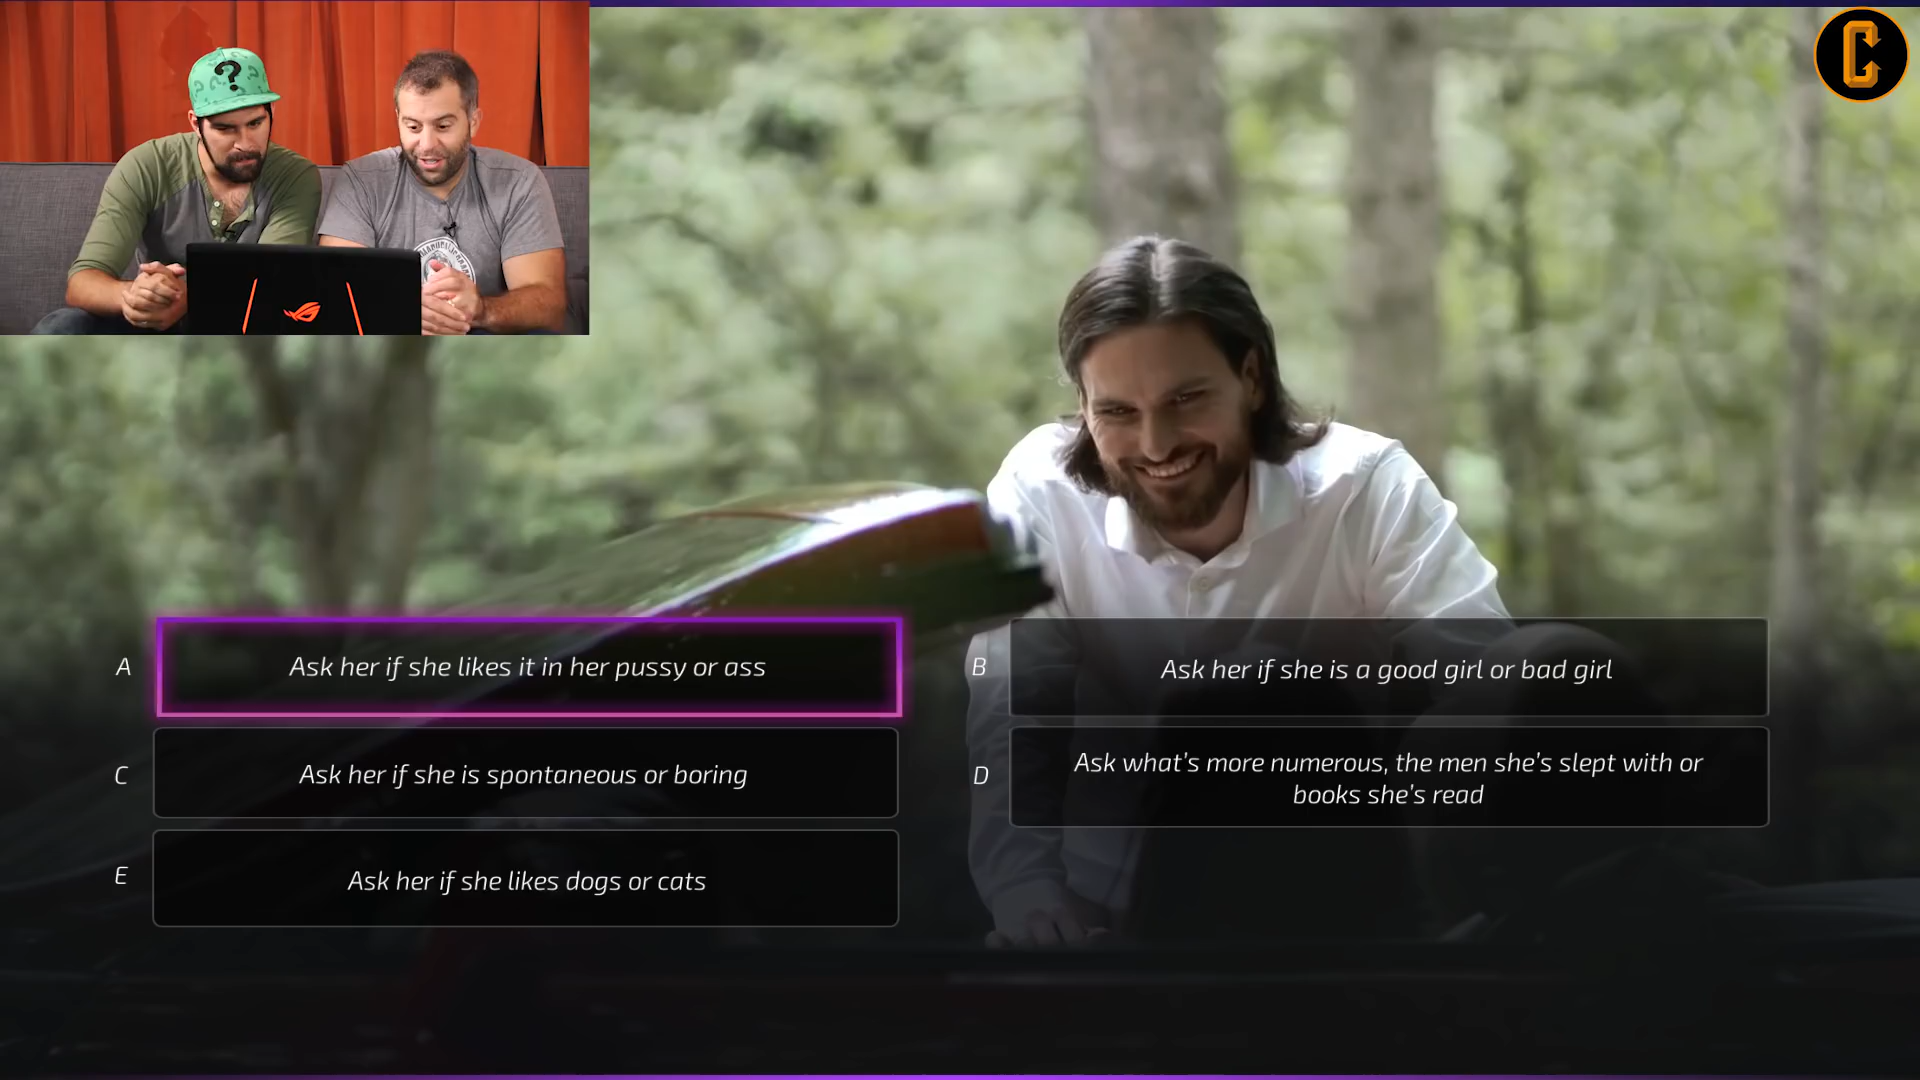 ?
A
Ask her if she likes it in her pussy or ass
B
Ask her if she is a good girl or bad girl
C
Ask her if she is spontaneous or boring
D
Ask what's more numerous, the men she's slept with or
books she's read
E
Ask her if she likes dogs or cats